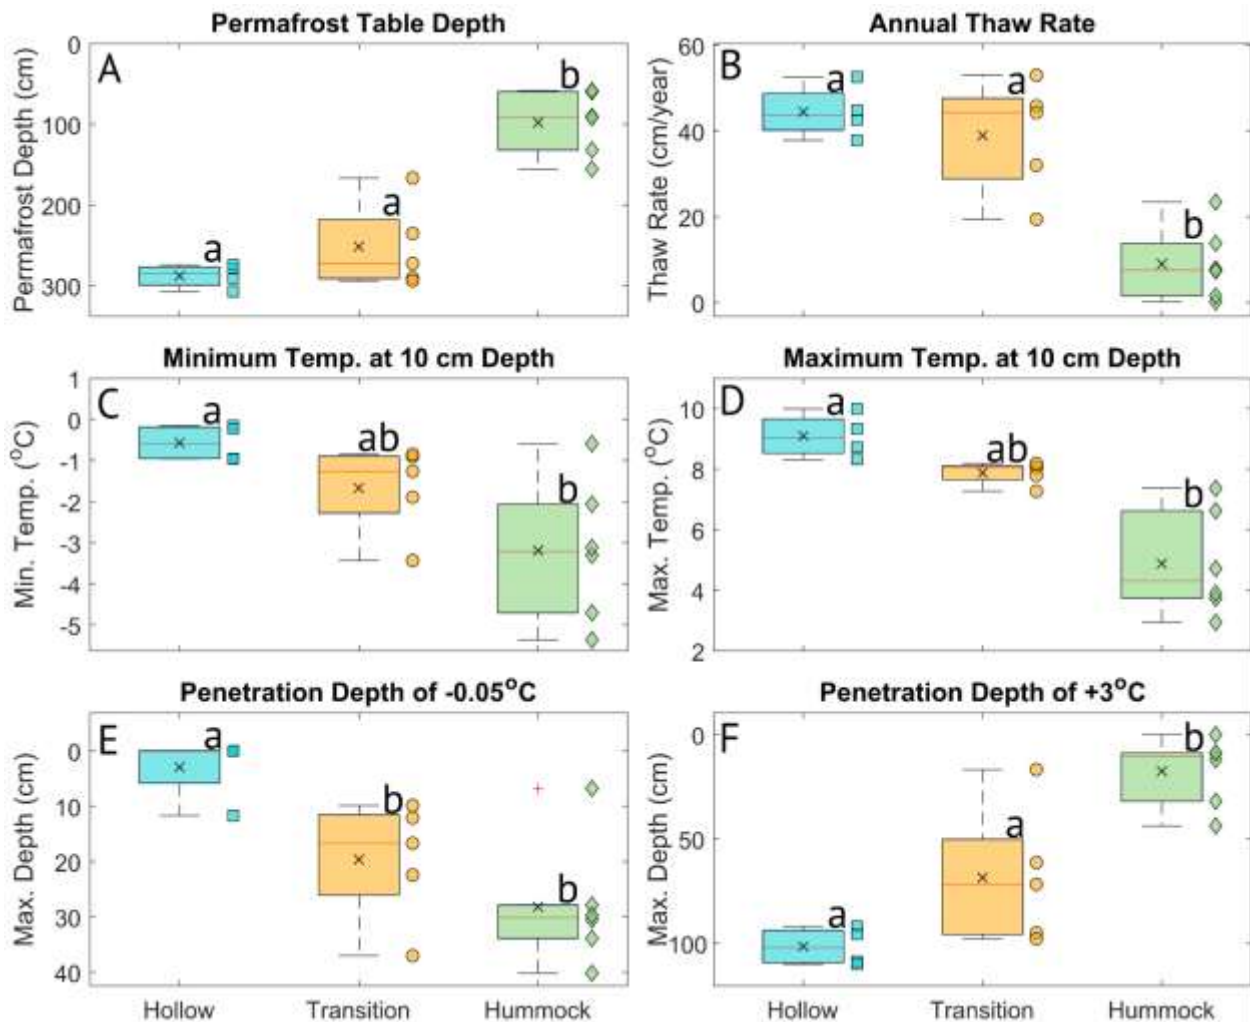 Permafrost Table Depth
A
Permafrost Depth (cm)
0
100
200
300
a
a
b
Annual Thaw Rate
B
Thaw Rate (cm/year)
60
40
20
0
a
a
b
Minimum Temp. at 10 cm Depth
C
Min. Temp. (°C)
1
0
-1
-2
-3
-4
-5
a
ab
b
Maximum Temp. at 10 cm Depth
D
Max. Temp. (°C)
10
8
6
4
2
a
ab
b
Penetration Depth of -0.05°C
E
Max. Depth (cm)
0
10
20
30
40
a
b
b
Hollow Transition Hummock
Penetration Depth of +3°C
F
Max. Depth (cm)
0
50
100
a
a
b
Hollow Transition Hummock